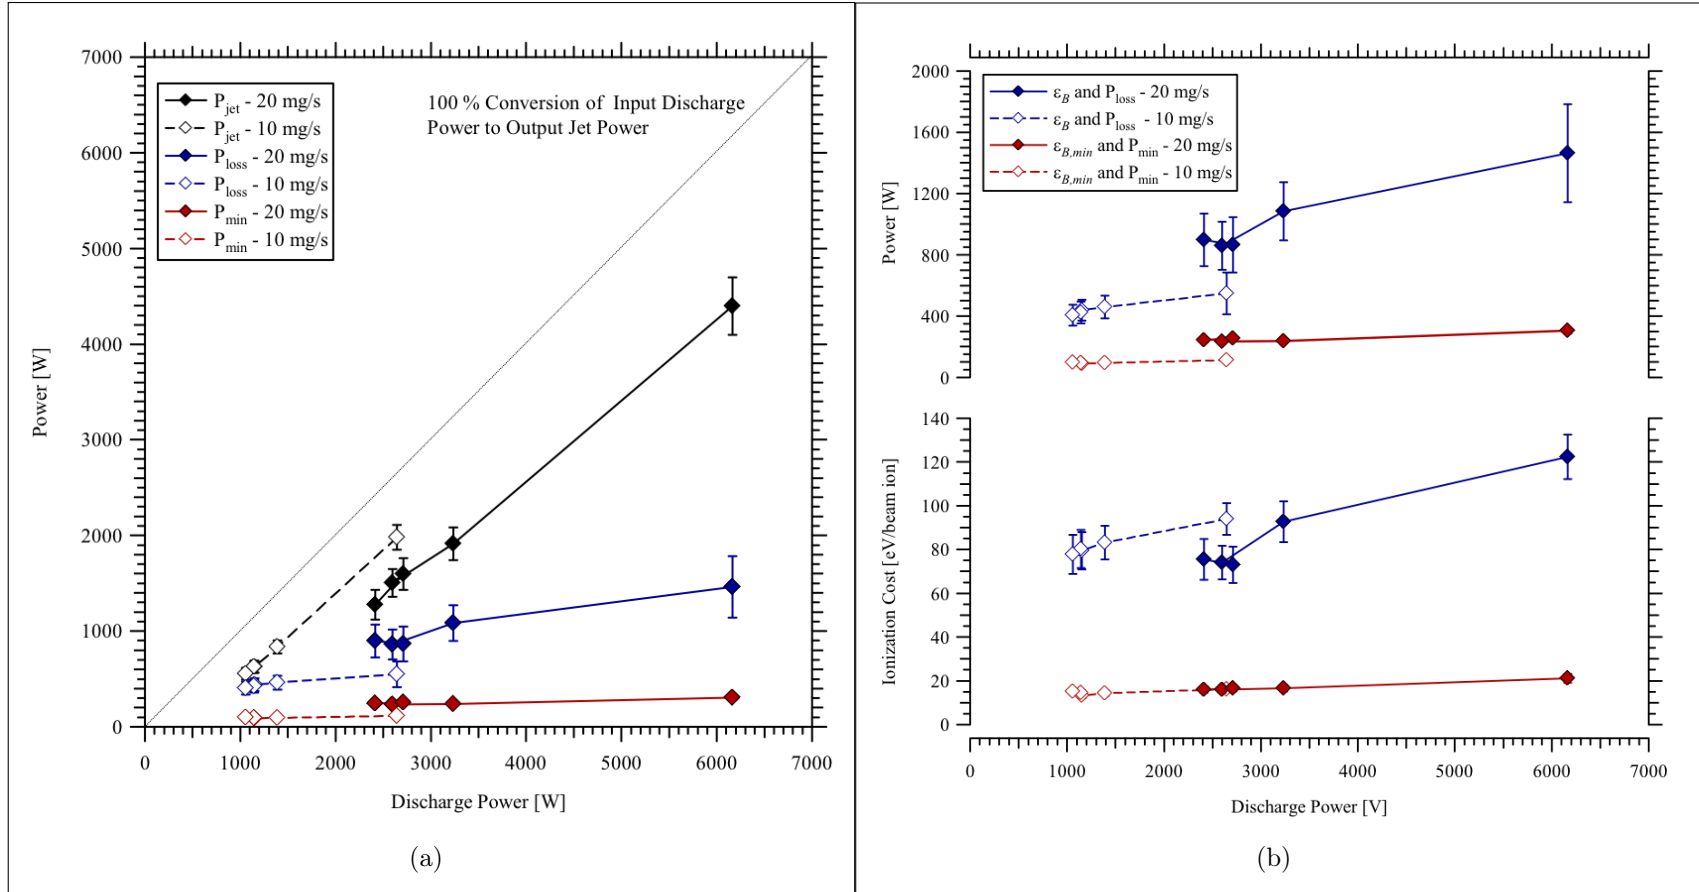 7000
6000
5000
4000
3000
2000
1000
0
Power [W]
P_jet - 20 mg/s
P_jet - 10 mg/s
P_loss - 20 mg/s
P_loss - 10 mg/s
P_min - 20 mg/s
P_min - 10 mg/s
100 % Conversion of Input Discharge
Power to Output Jet Power
0 1000 2000 3000 4000 5000 6000 7000
Discharge Power [W]
(a)
2000
1600
1200
800
400
0
Power [W]
ε_B and P_loss - 20 mg/s
ε_B and P_loss - 10 mg/s
ε_B,min and P_min - 20 mg/s
ε_B,min and P_min - 10 mg/s
140
120
100
80
60
40
20
0
Ionization Cost [eV/beam ion]
0 1000 2000 3000 4000 5000 6000 7000
Discharge Power [V]
(b)